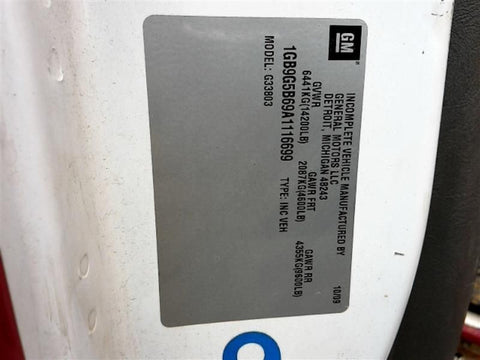 GM
INCOMPLETE VEHICLE MANUFACTURED BY
GENERAL MOTORS LLC
DETROIT, MICHIGAN 48243
GVWR GAWR FRT GAWR RR
6441KG(14200LB) 2087KG(4600LB) 4355KG(9600LB)
1GB9G5B69A1116699 TYPE: INC VEH
MODEL: G33803
10/09